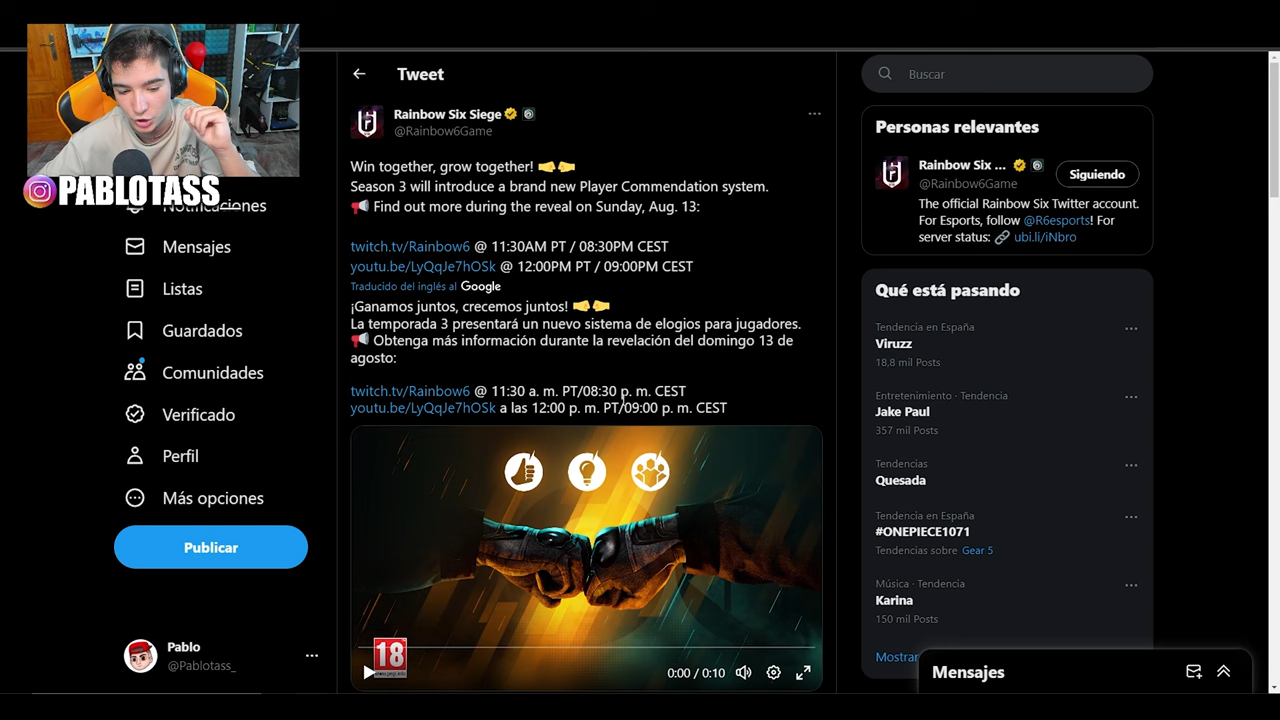 PABLOTASS
Notificaciones
Mensajes
Listas
Guardados
Comunidades
Verificado
Perfil
Más opciones
Publicar
Pablo
@Pablotass_
Tweet
Rainbow Six Siege
@Rainbow6Game
Win together, grow together!
Season 3 will introduce a brand new Player Commendation system.
Find out more during the reveal on Sunday, Aug. 13:
twitch.tv/Rainbow6 @ 11:30AM PT / 08:30PM CEST
youtu.be/LyQqJe7hOSk @ 12:00PM PT / 09:00PM CEST
Traducido del inglés al Google
¡Ganamos juntos, crecemos juntos!
La temporada 3 presentará un nuevo sistema de elogios para jugadores.
Obtenga más información durante la revelación del domingo 13 de
agosto:
twitch.tv/Rainbow6 @ 11:30 a. m. PT/08:30 p. m. CEST
youtu.be/LyQqJe7hOSk a las 12:00 p. m. PT/09:00 p. m. CEST
18
0:00 / 0:10
Buscar
Personas relevantes
Rainbow Six ...
@Rainbow6Game
Siguiendo
The official Rainbow Six Twitter account.
For Esports, follow @R6esports! For
server status: ubi.li/iNbro
Qué está pasando
Tendencia en España
Viruzz
18,8 mil Posts
Entretenimiento · Tendencia
Jake Paul
357 mil Posts
Tendencias
Quesada
Tendencia en España
#ONEPIECE1071
Tendencias sobre Gear 5
Música · Tendencia
Karina
150 mil Posts
Mostrar
Mensajes